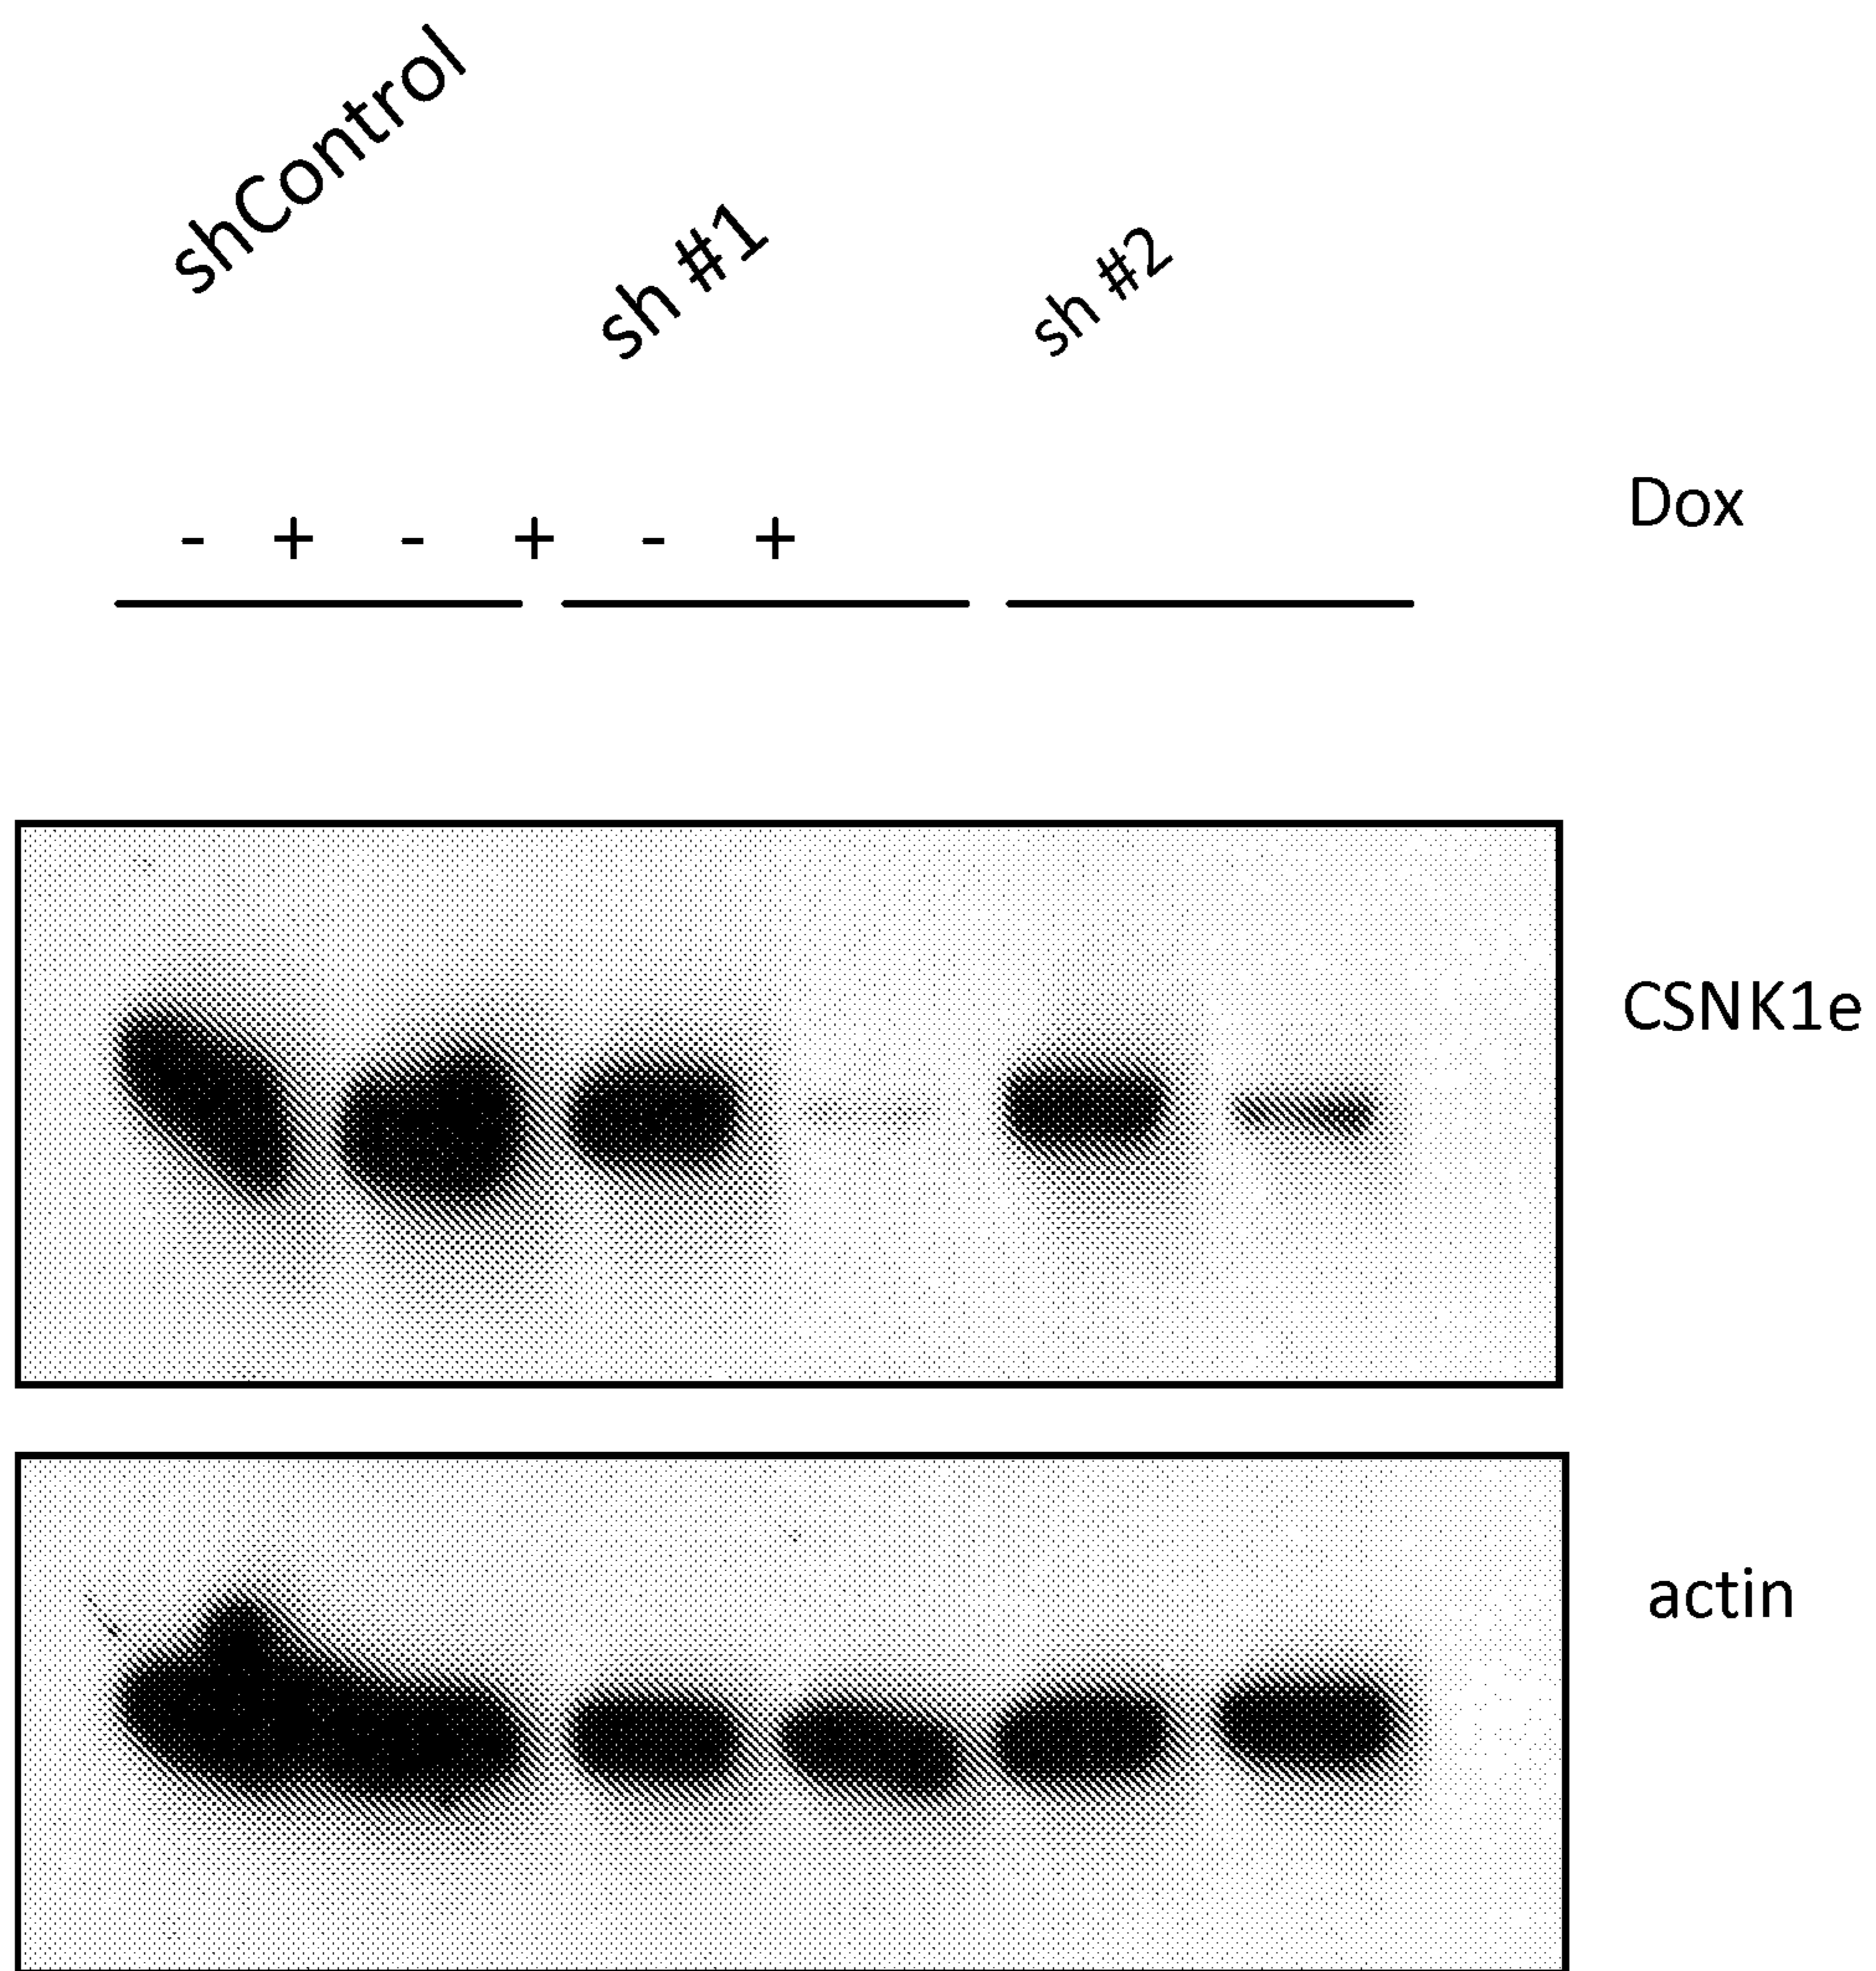 shControl
sh #1
sh #2
Dox
- + - + - +
CSNK1e
actin